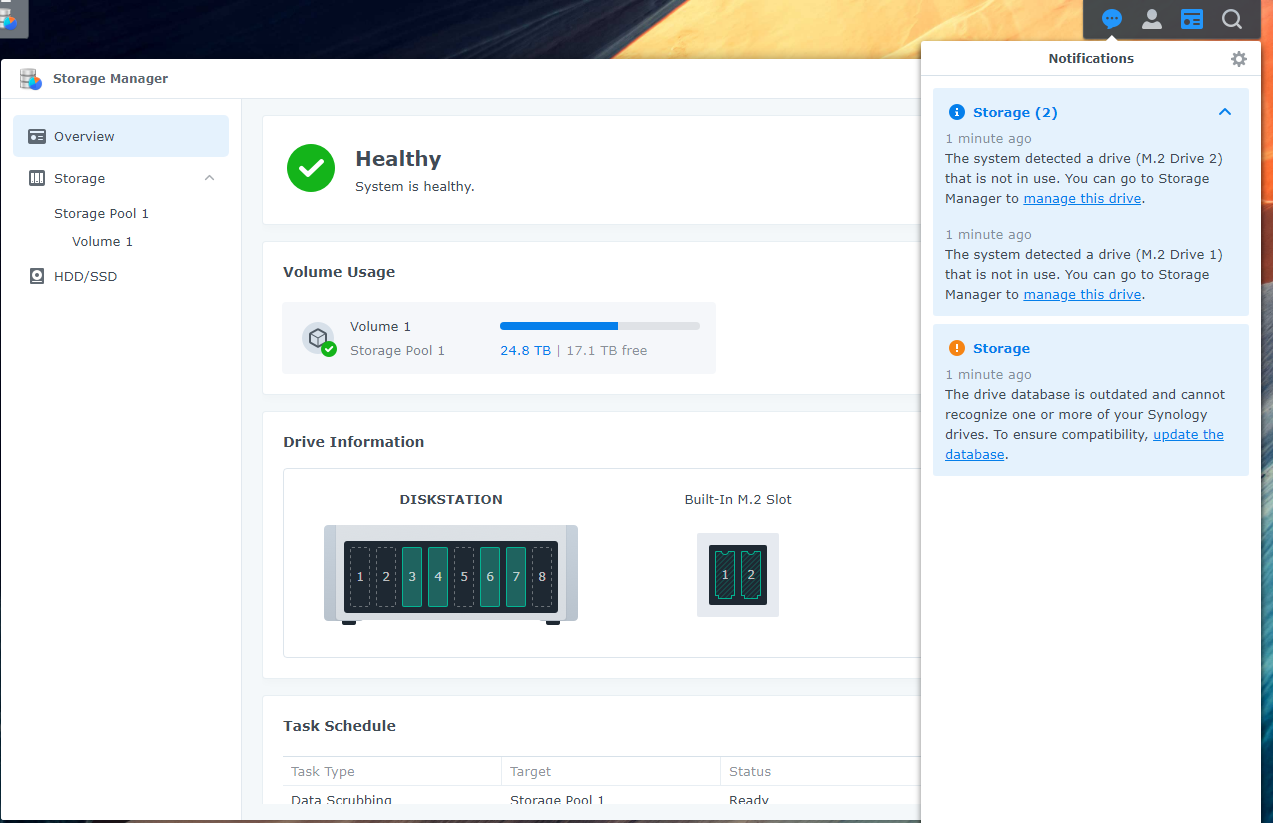 Storage Manager
Overview
Storage
Storage Pool 1
Volume 1
HDD/SSD
Healthy
System is healthy.
Volume Usage
Volume 1
Storage Pool 1
24.8 TB | 17.1 TB free
Drive Information
DISKSTATION
1 2 3 4 5 6 7 8
Built-In M.2 Slot
1 2
Task Schedule
Task Type Target Status
Data Scrubbing Storage Pool 1 Ready
Notifications
Storage (2)
1 minute ago
The system detected a drive (M.2 Drive 2)
that is not in use. You can go to Storage
Manager to manage this drive.
1 minute ago
The system detected a drive (M.2 Drive 1)
that is not in use. You can go to Storage
Manager to manage this drive.
Storage
1 minute ago
The drive database is outdated and cannot
recognize one or more of your Synology
drives. To ensure compatibility, update the
database.